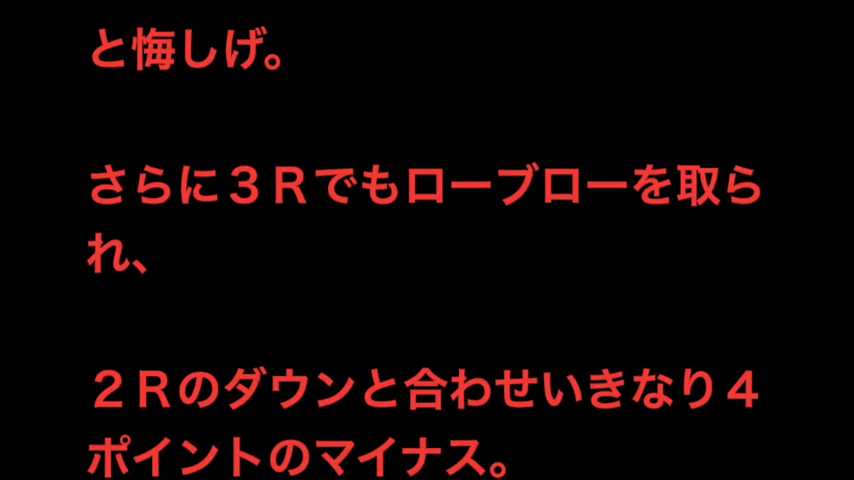 と悔しげ。
さらに３Ｒでもローブローを取ら
れ、
２Ｒのダウンと合わせいきなり４
ポイントのマイナス。